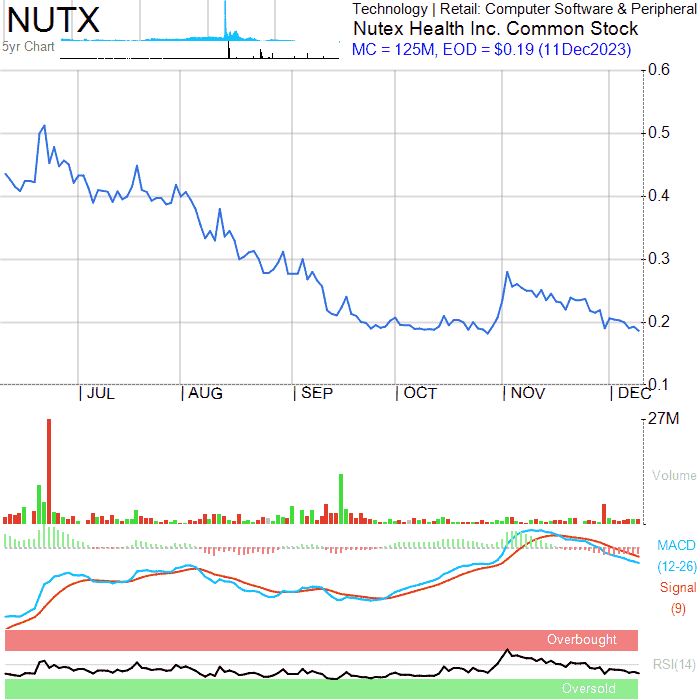 NUTX
Technology | Retail: Computer Software & Peripheral
Nutex Health Inc. Common Stock
5yr Chart
MC = 125M, EOD = $0.19 (11Dec2023)
0.6
0.5
0.4
0.3
0.2
0.1
| JUL | AUG | SEP | OCT | NOV | DEC
27M
Volume
MACD
(12-26)
Signal
(9)
Overbought
RSI(14)
Oversold